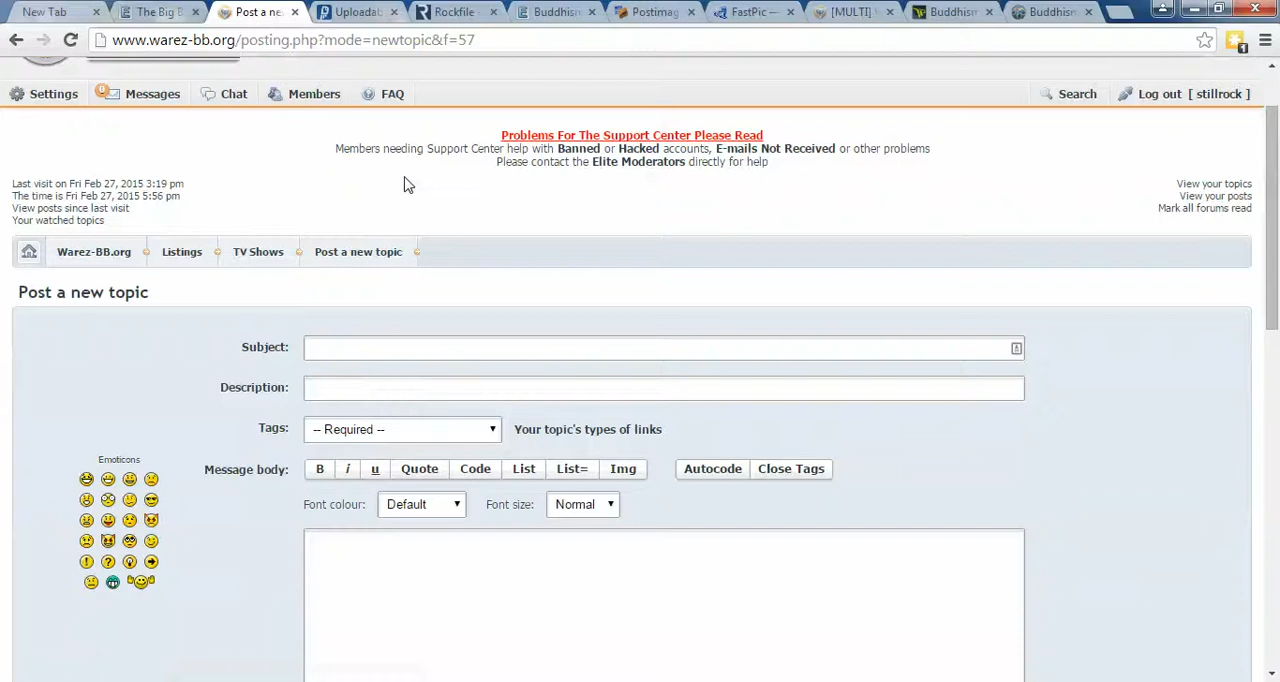 New Tab
The Big B
Post a ne
Uploadab
Rockfile -
Buddhism
Postimag
FastPic —
[MULTI]
Buddhism
Buddhism
www.warez-bb.org/posting.php?mode=newtopic&f=57
1
Settings Messages Chat Members FAQ Search Log out [ stillrock ]
Problems For The Support Center Please Read
Members needing Support Center help with Banned or Hacked accounts, E-mails Not Received or other problems
Please contact the Elite Moderators directly for help
Last visit on Fri Feb 27, 2015 3:19 pm
The time is Fri Feb 27, 2015 5:56 pm
View posts since last visit
Your watched topics
View your topics
View your posts
Mark all forums read
Warez-BB.org Listings TV Shows Post a new topic
Post a new topic
Subject:
Description:
Tags: -- Required -- Your topic's types of links
Emoticons
Message body: B i u Quote Code List List= Img Autocode Close Tags
Font colour: Default Font size: Normal